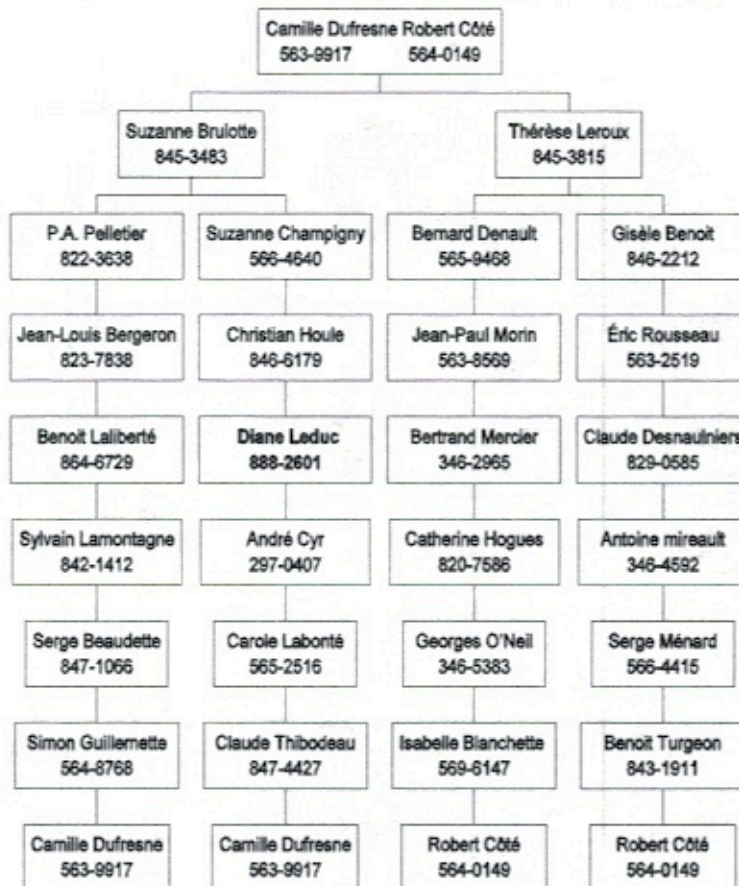 Camille Dufresne Robert Côté
563-9917 564-0149
Suzanne Brulotte
845-3483
Thérèse Leroux
845-3815
P.A. Pelletier
822-3638
Suzanne Champigny
566-4640
Bernard Denault
565-9468
Gisèle Benoit
846-2212
Jean-Louis Bergeron
823-7838
Christian Houle
846-6179
Jean-Paul Morin
563-8569
Éric Rousseau
563-2519
Benoit Laliberté
864-6729
Diane Leduc
888-2601
Bertrand Mercier
346-2965
Claude Desnaulniers
829-0585
Sylvain Lamontagne
842-1412
André Cyr
297-0407
Catherine Hogues
820-7586
Antoine mireault
346-4592
Serge Beaudette
847-1066
Carole Labonté
565-2516
Georges O'Neil
346-5383
Serge Ménard
566-4415
Simon Guillemette
564-8768
Claude Thibodeau
847-4427
Isabelle Blanchette
569-6147
Benoit Turgeon
843-1911
Camille Dufresne
563-9917
Camille Dufresne
563-9917
Robert Côté
564-0149
Robert Côté
564-0149